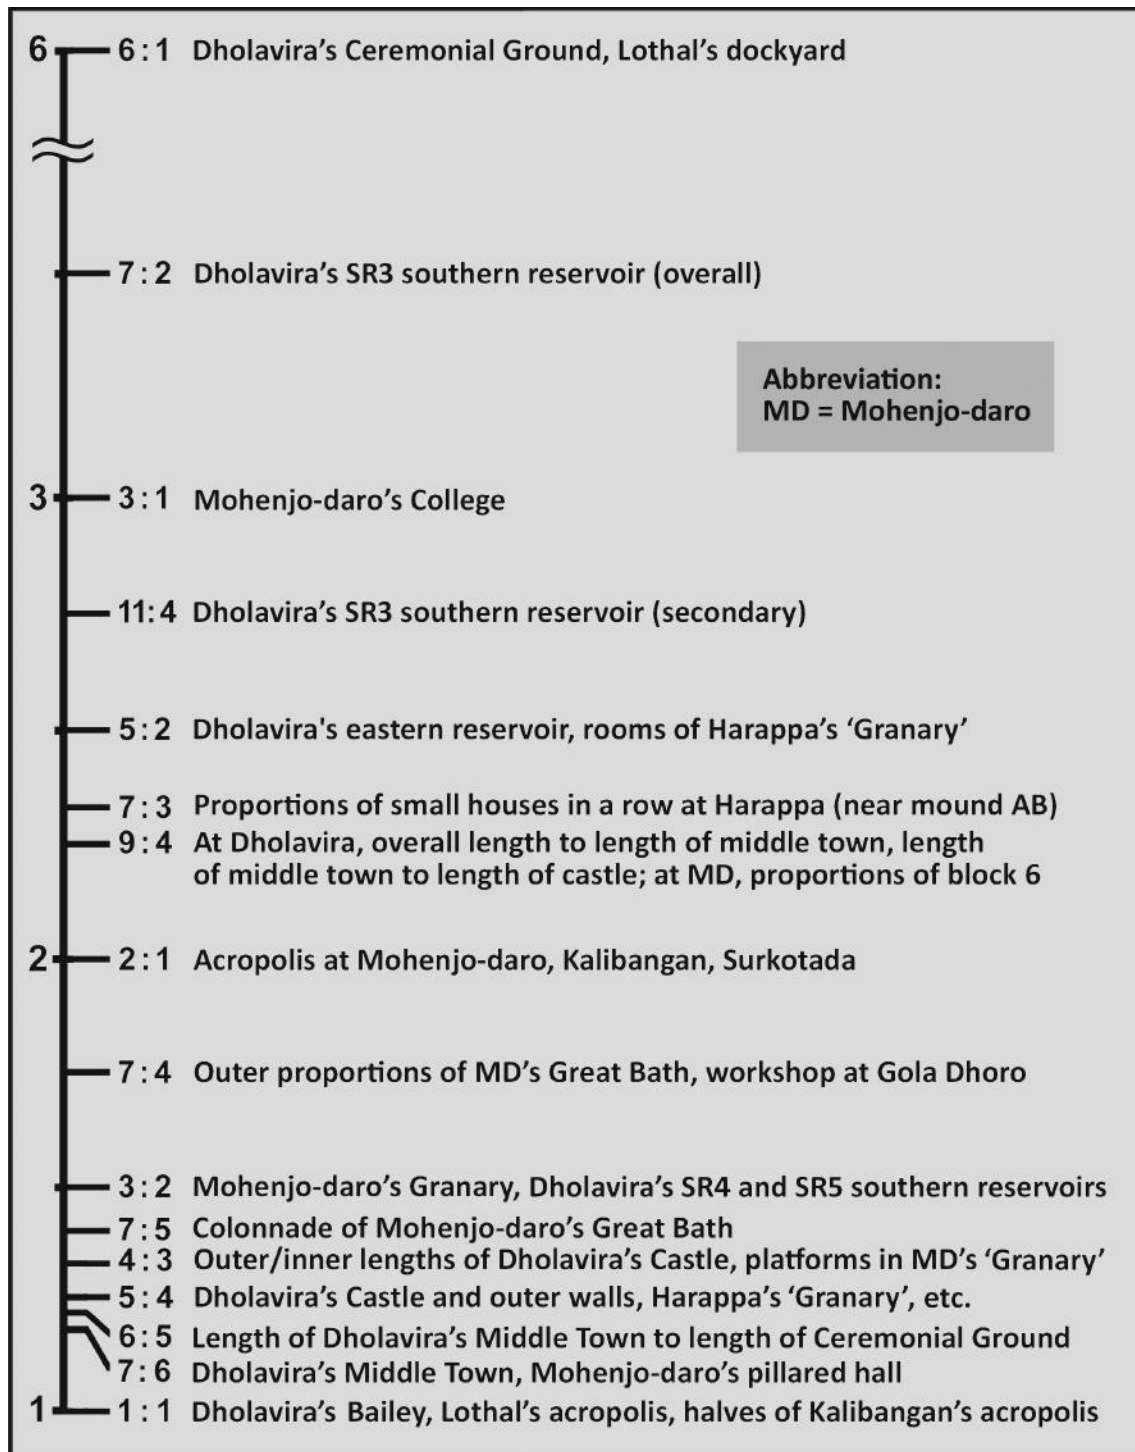 6 6 : 1 Dholavira’s Ceremonial Ground, Lothal’s dockyard
7 : 2 Dholavira’s SR3 southern reservoir (overall)
Abbreviation:
MD = Mohenjo-daro
3 3 : 1 Mohenjo-daro’s College
11 : 4 Dholavira’s SR3 southern reservoir (secondary)
5 : 2 Dholavira's eastern reservoir, rooms of Harappa’s ‘Granary’
7 : 3 Proportions of small houses in a row at Harappa (near mound AB)
9 : 4 At Dholavira, overall length to length of middle town, length
of middle town to length of castle; at MD, proportions of block 6
2 2 : 1 Acropolis at Mohenjo-daro, Kalibangan, Surkotada
7 : 4 Outer proportions of MD’s Great Bath, workshop at Gola Dhoro
3 : 2 Mohenjo-daro’s Granary, Dholavira’s SR4 and SR5 southern reservoirs
7 : 5 Colonnade of Mohenjo-daro’s Great Bath
4 : 3 Outer/inner lengths of Dholavira’s Castle, platforms in MD’s ‘Granary’
5 : 4 Dholavira’s Castle and outer walls, Harappa’s ‘Granary’, etc.
6 : 5 Length of Dholavira’s Middle Town to length of Ceremonial Ground
7 : 6 Dholavira’s Middle Town, Mohenjo-daro’s pillared hall
1 1 : 1 Dholavira’s Bailey, Lothal’s acropolis, halves of Kalibangan’s acropolis